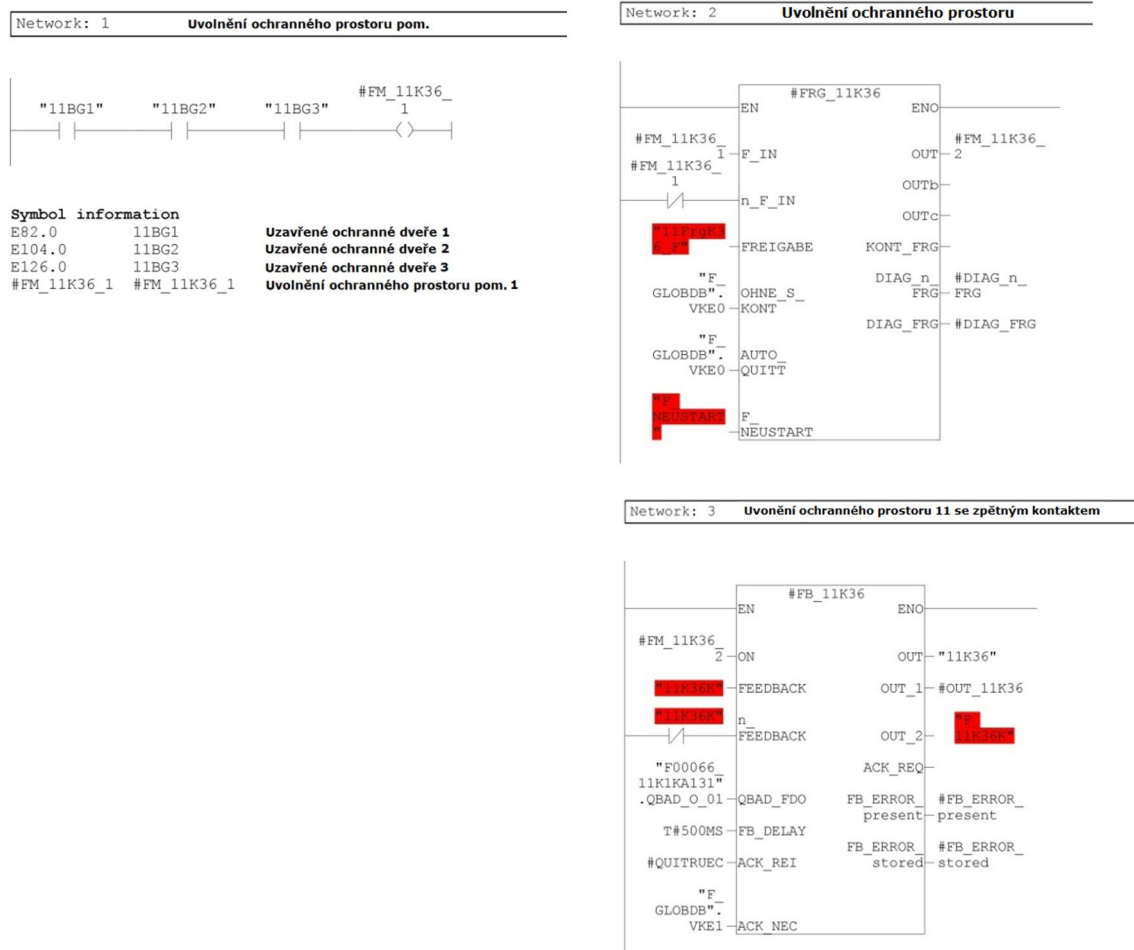 Network: 1 Uvolnění ochranného prostoru pom.
"11BG1" "11BG2" "11BG3" #FM_11K36_
1
Symbol information
E82.0 11BG1 Uzavřené ochranné dveře 1
E104.0 11BG2 Uzavřené ochranné dveře 2
E126.0 11BG3 Uzavřené ochranné dveře 3
#FM_11K36_1 #FM_11K36_1 Uvolnění ochranného prostoru pom. 1
Network: 2 Uvolnění ochranného prostoru
#FRG_11K36
EN ENO
#FM_11K36_ #FM_11K36_
1 F_IN OUT 2
#FM_11K36_
1
OUTb
n_F_IN
OUTc
"11FrgK3
6_F" FREIGABE KONT_FRG
"F_ DIAG_n_ #DIAG_n_
GLOBDB". OHNE_S_ FRG FRG
VKE0 KONT
DIAG_FRG #DIAG_FRG
"F_
GLOBDB". AUTO_
VKE0 QUITT
"F_
NEUSTART F_
" NEUSTART
Network: 3 Uvonění ochranného prostoru 11 se zpětným kontaktem
#FB_11K36
EN ENO
#FM_11K36_
2 ON OUT "11K36"
"11K36K" FEEDBACK OUT_1 #OUT_11K36
"11K36K" n_ "F_
FEEDBACK OUT_2 11K36K"
"F00066_ ACK_REQ
11K1KA131"
.QBAD_O_01 QBAD_FDO FB_ERROR_ #FB_ERROR_
present present
T#500MS FB_DELAY
FB_ERROR_ #FB_ERROR_
#QUITRUEC ACK_REI stored stored
"F_
GLOBDB".
VKE1 ACK_NEC